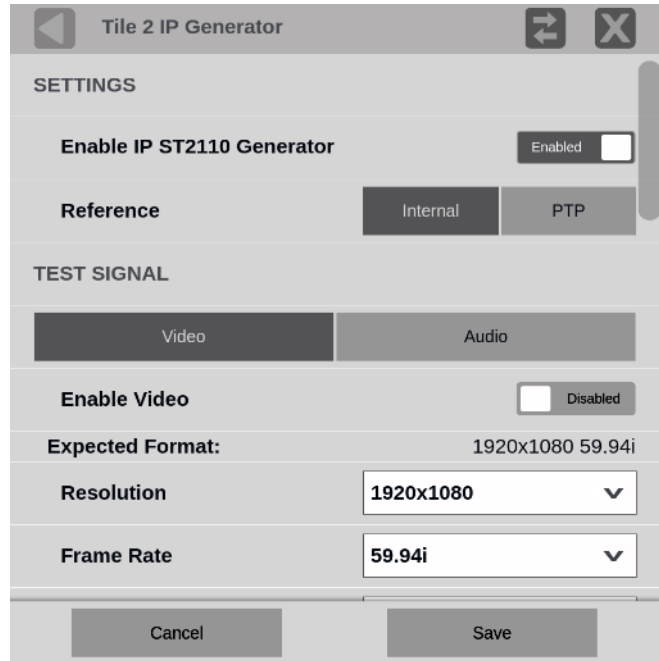 Tile 2 IP Generator
SETTINGS
Enable IP ST2110 Generator Enabled
Reference Internal PTP
TEST SIGNAL
Video Audio
Enable Video Disabled
Expected Format: 1920x1080 59.94i
Resolution 1920x1080
Frame Rate 59.94i
Cancel Save